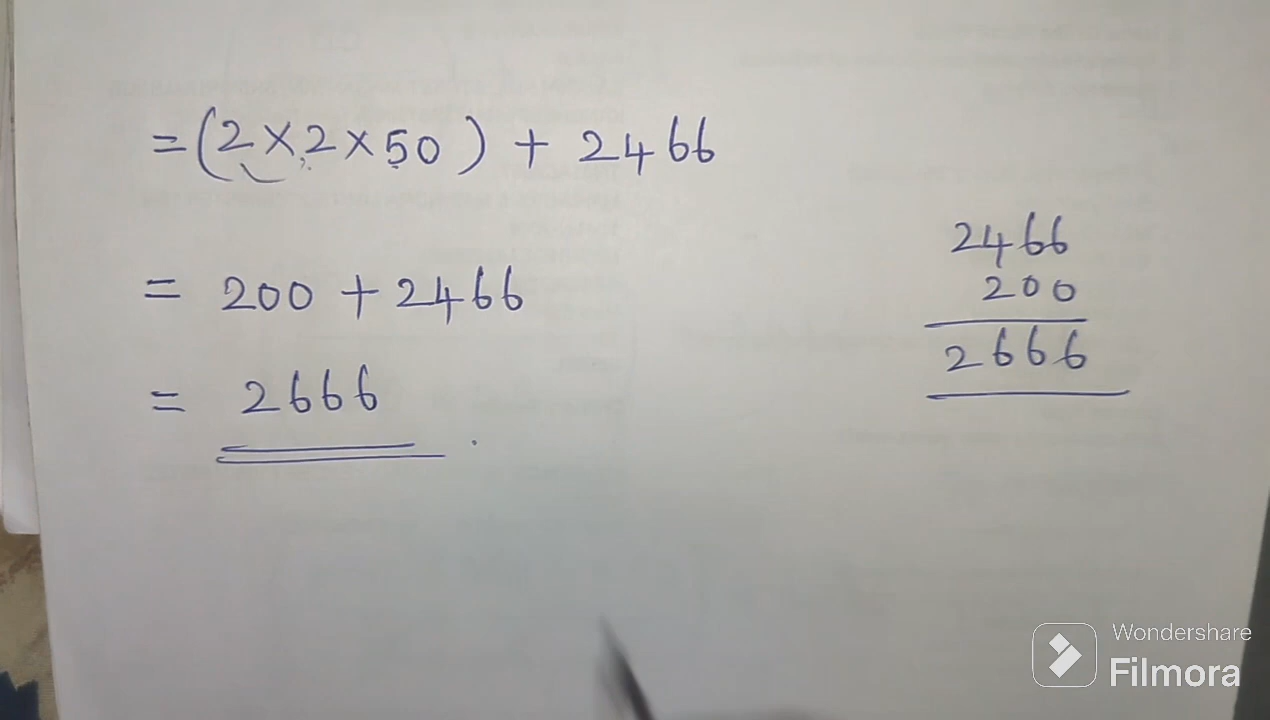 =(2×2×50) + 2466
= 200 + 2466
= 2666
2466
200
2666
Wondershare
Filmora